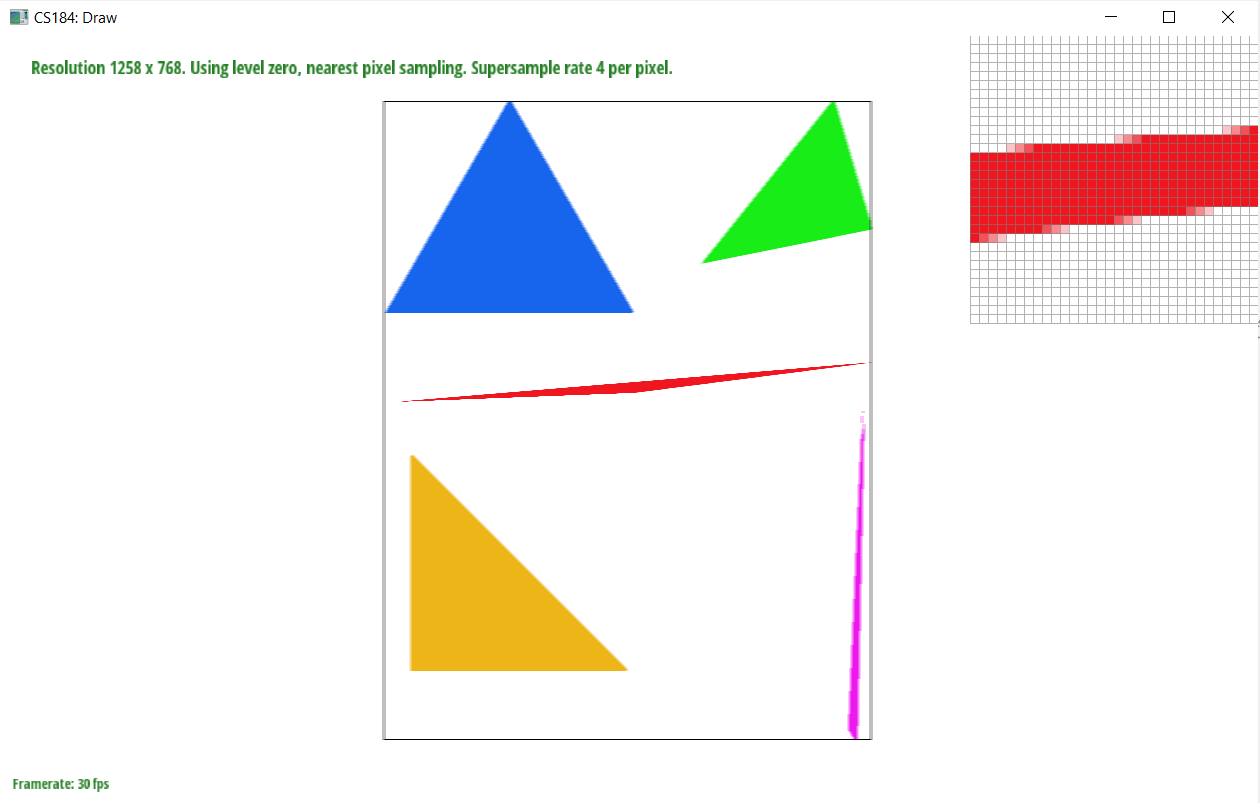 CS184: Draw
Resolution 1258 x 768. Using level zero, nearest pixel sampling. Supersample rate 4 per pixel.
Framerate: 30 fps